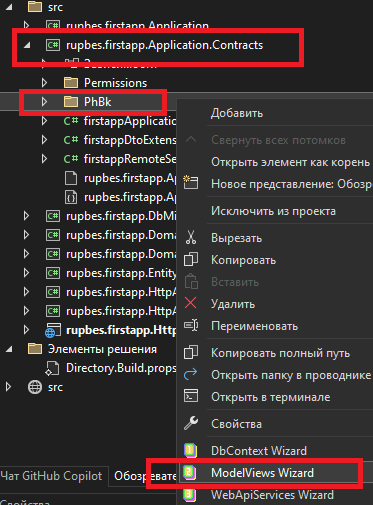 src
rupbes.firstapp.Application
rupbes.firstapp.Application.Contracts
Permissions
PhBk
firstappApplication
firstappDtoExten
firstappRemoteSe
rupbes.firstapp.Ap
rupbes.firstapp.Ap
rupbes.firstapp.DbMi
rupbes.firstapp.Doma
rupbes.firstapp.Doma
rupbes.firstapp.Entity
rupbes.firstapp.HttpA
rupbes.firstapp.HttpA
rupbes.firstapp.Htt
Элементы решения
Directory.Build.props
src
Чат GitHub Copilot
Обозревате
Свойства
Добавить
Свернуть всех потомков
Открыть элемент как корень
Новое представление: Обозр
Исключить из проекта
Вырезать
Копировать
Вставить
Удалить
Переименовать
Копировать полный путь
Открыть папку в проводнике
Открыть в терминале
Свойства
DbContext Wizard
ModelViews Wizard
WebApiServices Wizard